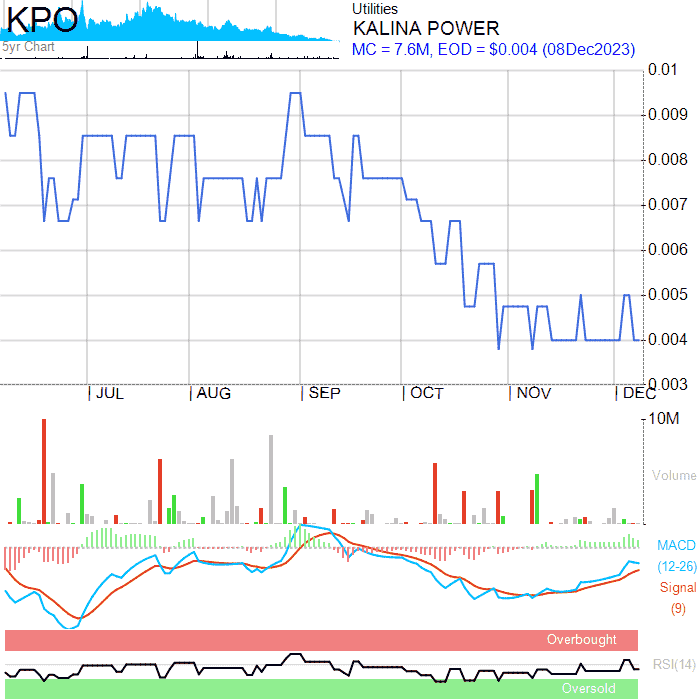 KPO
5yr Chart
Utilities
KALINA POWER
MC = 7.6M, EOD = $0.004 (08Dec2023)
0.01
0.009
0.008
0.007
0.006
0.005
0.004
0.003
JUL AUG SEP OCT NOV DEC
10M
Volume
MACD
(12-26)
Signal
(9)
Overbought
RSI(14)
Oversold